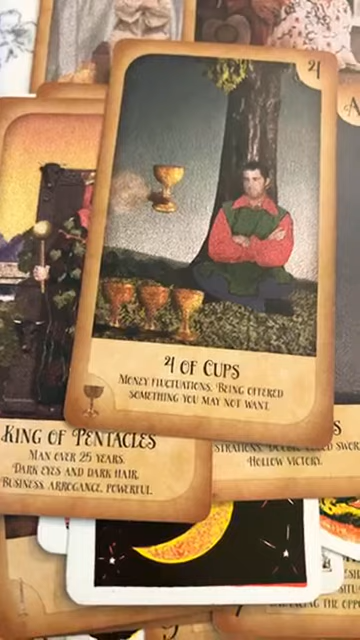 4
4 of Cups
Money fluctuations. Being offered
something you may not want.
King of Pentacles
Man over 25 years.
Dark eyes and dark hair.
Business, arrogance, powerful.
Hollow victory.